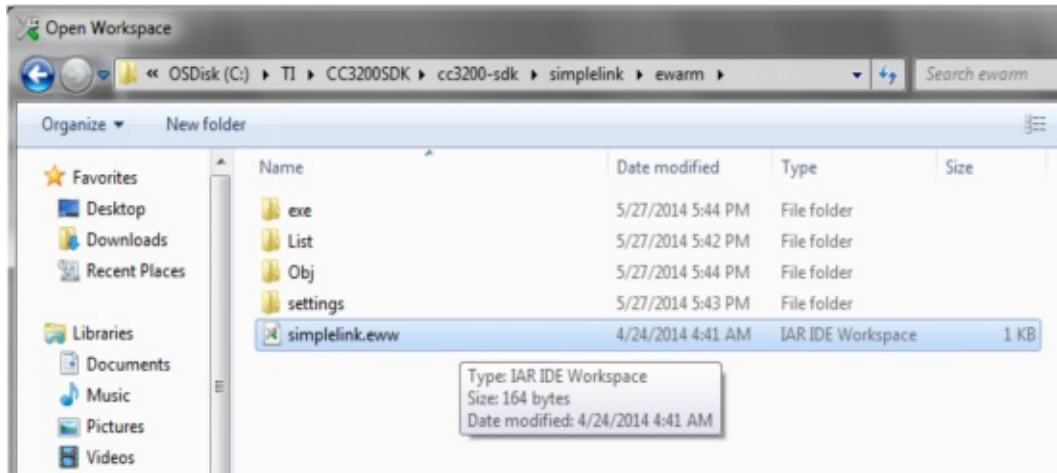 Open Workspace
« OSDisk (C:) ▸ TI ▸ CC3200SDK ▸ cc3200-sdk ▸ simplelink ▸ ewarm ▸ Search ewarm
Organize New folder
Name Date modified Type Size
Favorites
Desktop
Downloads
Recent Places
Libraries
Documents
Music
Pictures
Videos
exe 5/27/2014 5:44 PM File folder
List 5/27/2014 5:42 PM File folder
Obj 5/27/2014 5:44 PM File folder
settings 5/27/2014 5:43 PM File folder
simplelink.eww 4/24/2014 4:41 AM IAR IDE Workspace 1 KB
Type: IAR IDE Workspace
Size: 164 bytes
Date modified: 4/24/2014 4:41 AM